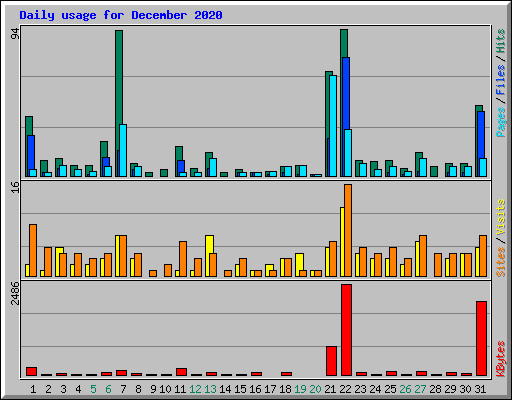 Daily usage for December 2020
94
Pages / Files / Hits
16
Sites / Visits
2486
KBytes
1 2 3 4 5 6 7 8 9 10 11 12 13 14 15 16 17 18 19 20 21 22 23 24 25 26 27 28 29 30 31